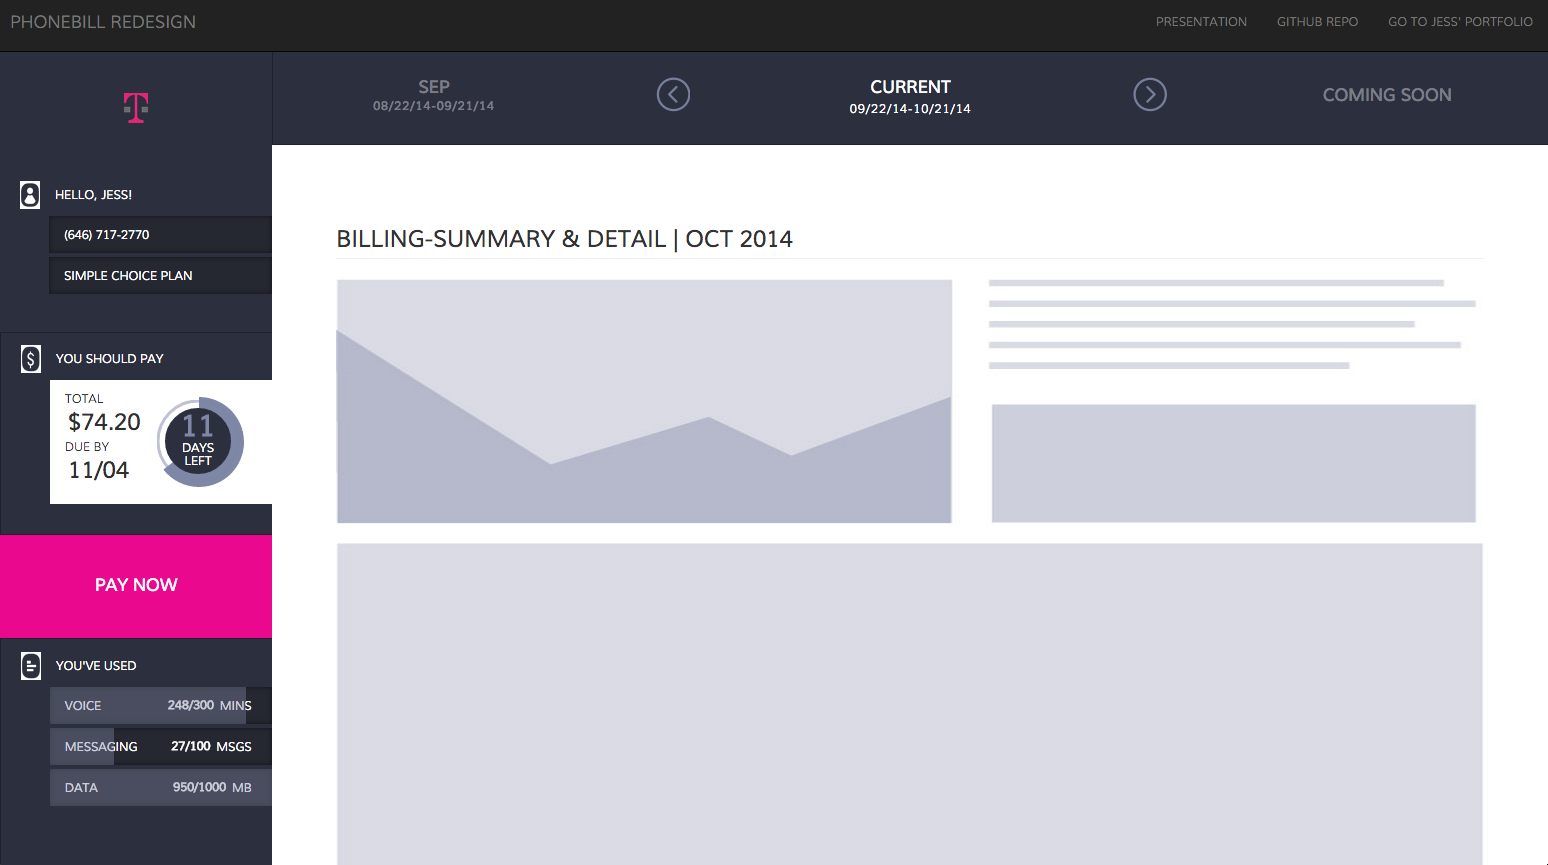 PHONEBILL REDESIGN
PRESENTATION
GITHUB REPO
GO TO JESS' PORTFOLIO
SEP
08/22/14-09/21/14
CURRENT
09/22/14-10/21/14
COMING SOON
T
HELLO, JESS!
(646) 717-2770
SIMPLE CHOICE PLAN
YOU SHOULD PAY
TOTAL
$74.20
DUE BY
11/04
11
DAYS
LEFT
PAY NOW
YOU'VE USED
VOICE 248/300 MINS
MESSAGING 27/100 MSGS
DATA 950/1000 MB
BILLING-SUMMARY & DETAIL | OCT 2014